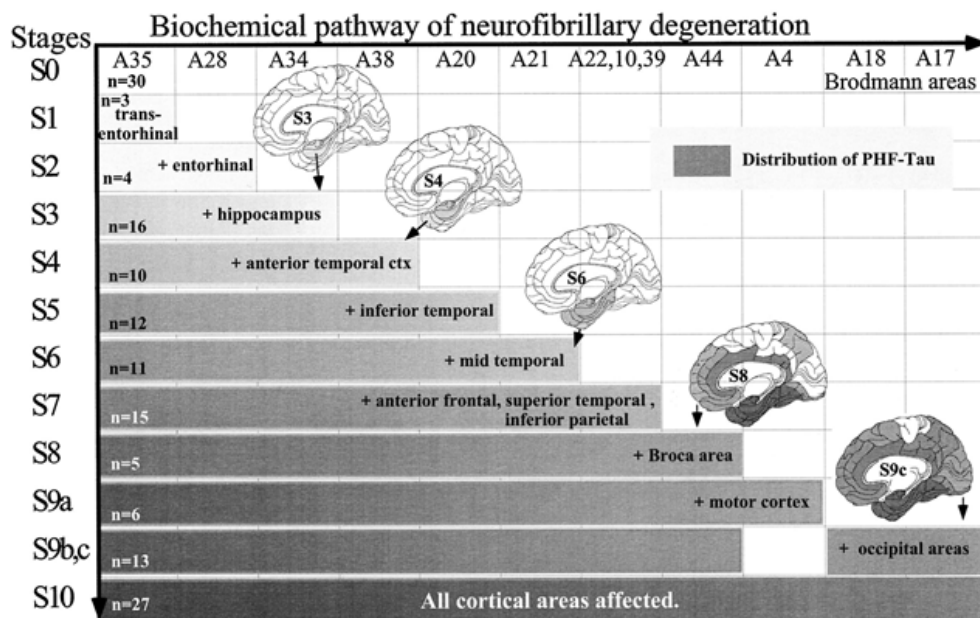 Biochemical pathway of neurofibrillary degeneration
Stages
A35 A28 A34 A38 A20 A21 A22,10,39 A44 A4 A18 A17
S0
n=30
Brodmann areas
S1
n=3
trans-
entorhinal
S3
S2
n=4
+ entorhinal
Distribution of PHF-Tau
S4
S3
n=16
+ hippocampus
S4
n=10
+ anterior temporal ctx
S6
S5
n=12
+ inferior temporal
S6
n=11
+ mid temporal
S8
S7
n=15
+ anterior frontal, superior temporal ,
inferior parietal
S8
n=5
+ Broca area
S9c
S9a
n=6
+ motor cortex
S9b,c
n=13
+ occipital areas
S10
n=27
All cortical areas affected.